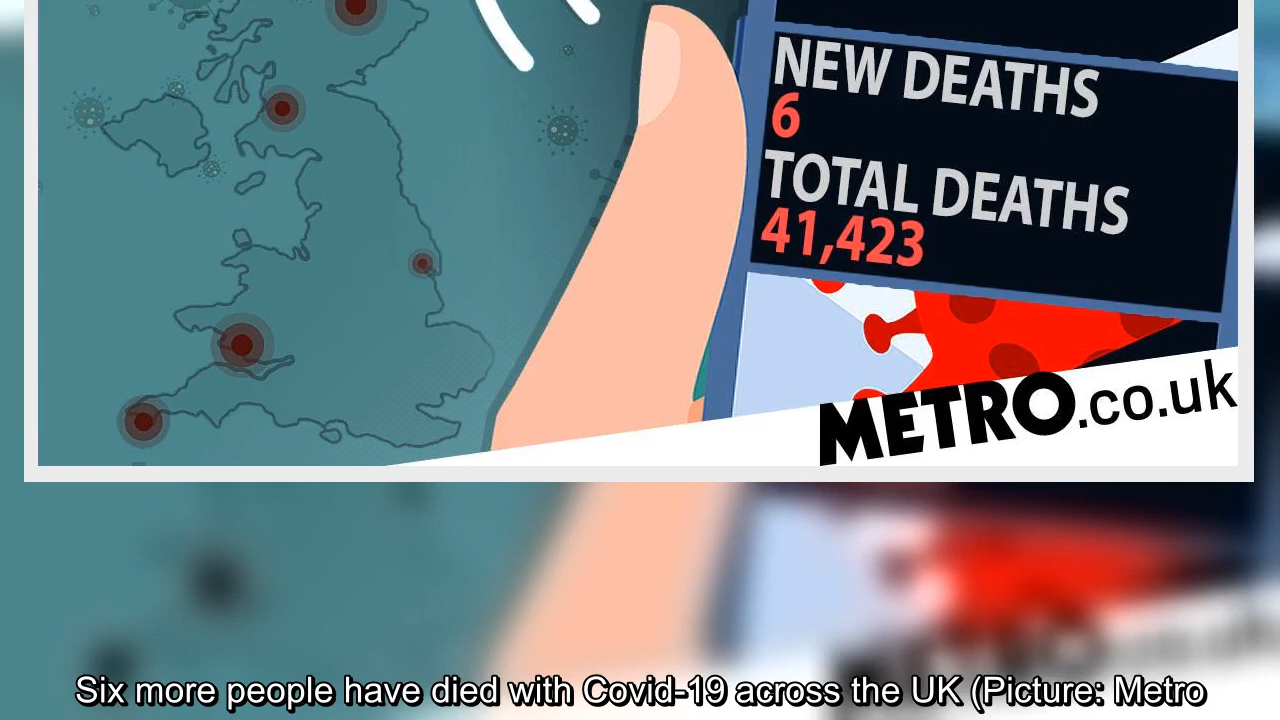 NEW DEATHS
6
TOTAL DEATHS
41,423
METRO.co.uk
Six more people have died with Covid-19 across the UK (Picture: Metro